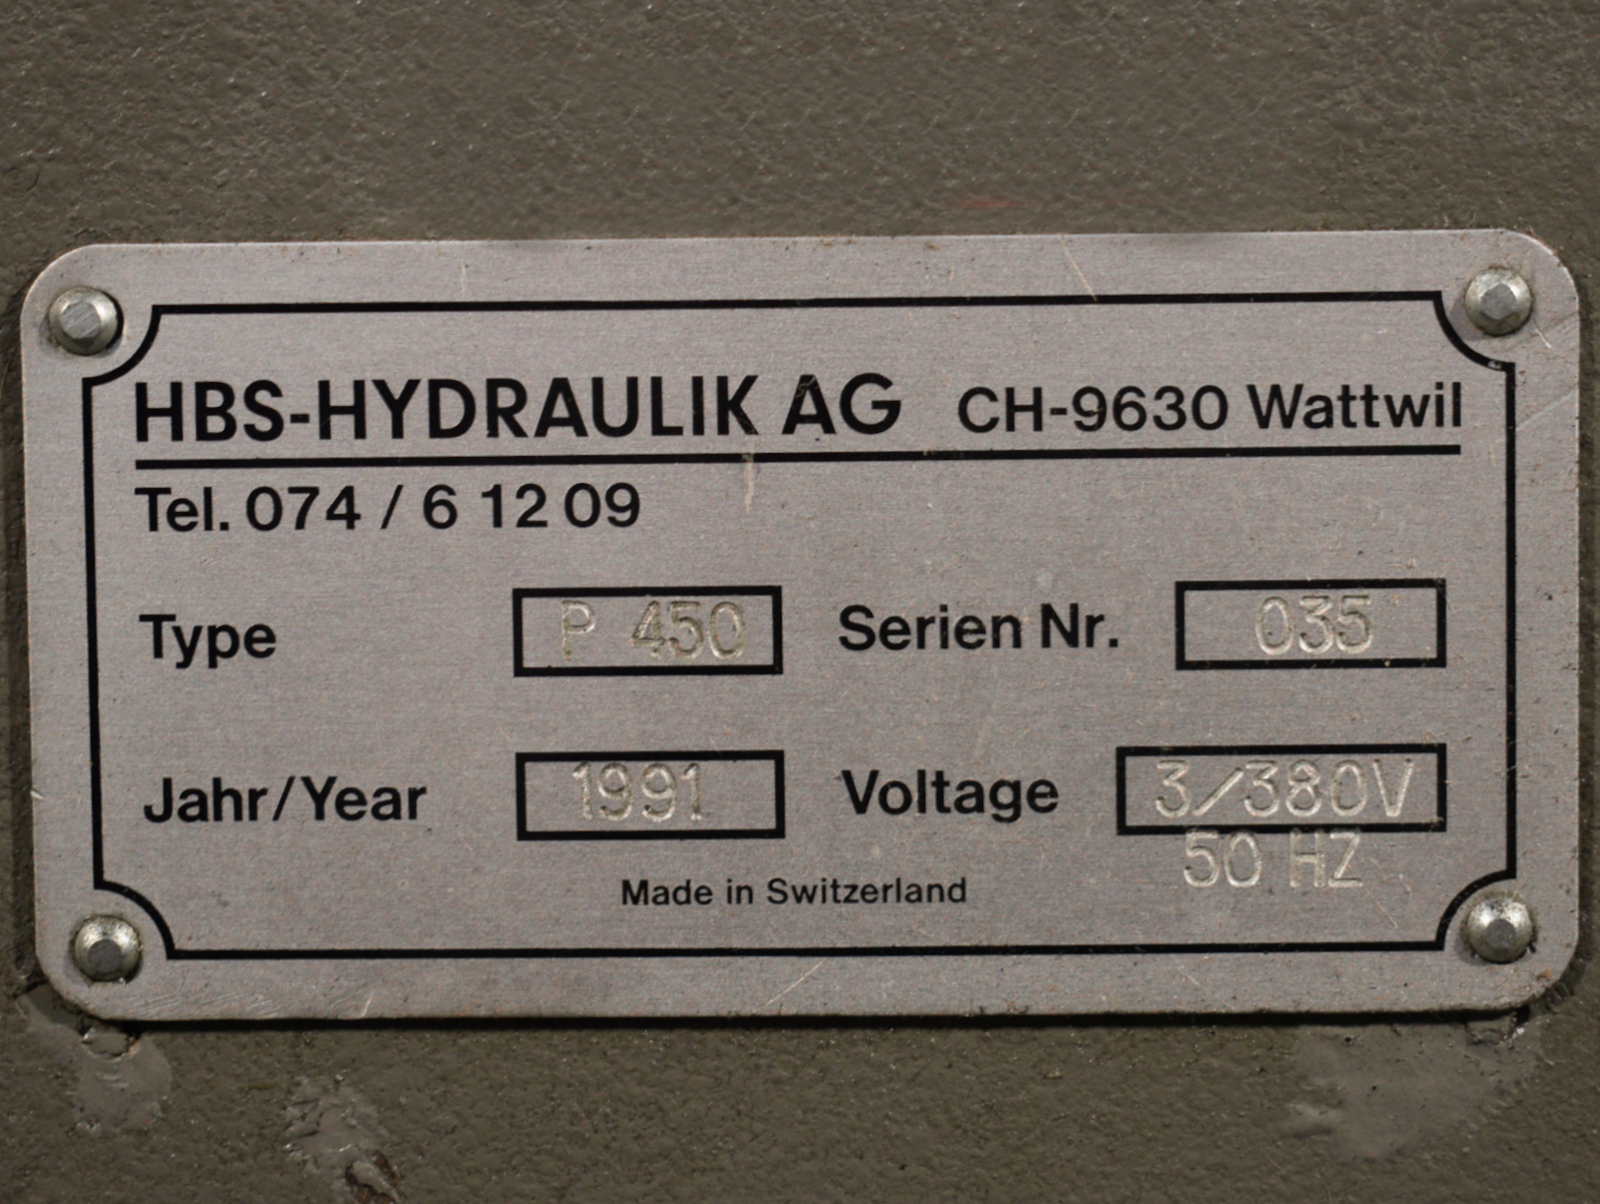 HBS-HYDRAULIK AG CH-9630 Wattwil
Tel. 074 / 6 12 09
Type P 450 Serien Nr. 035
Jahr/Year 1991 Voltage 3/380V
50 HZ
Made in Switzerland